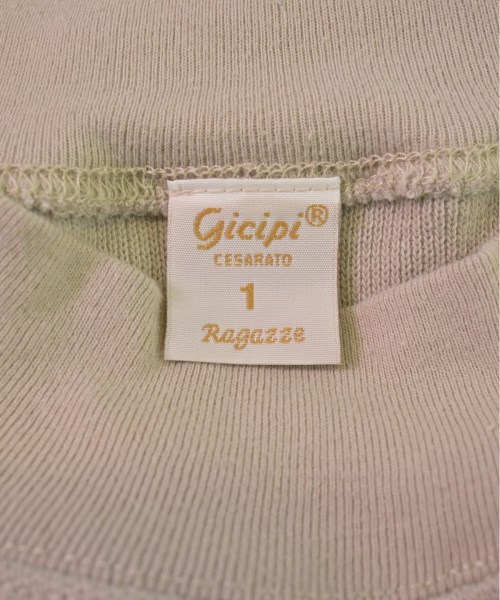 Gicipi®
CESARATO
1
Ragazze